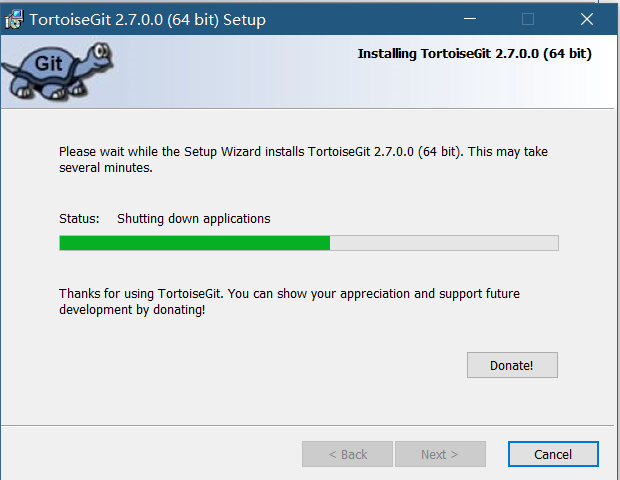 TortoiseGit 2.7.0.0 (64 bit) Setup
Git
Installing TortoiseGit 2.7.0.0 (64 bit)
Please wait while the Setup Wizard installs TortoiseGit 2.7.0.0 (64 bit). This may take
several minutes.
Status: Shutting down applications
Thanks for using TortoiseGit. You can show your appreciation and support future
development by donating!
Donate!
< Back Next > Cancel